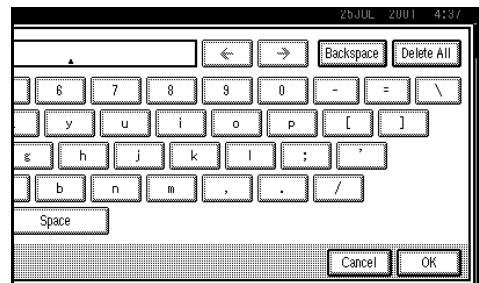 25JUL 2001 4:37
← → Backspace Delete All
6 7 8 9 0 - = \
y u i o p [ ]
g h j k l ; '
b n m , . /
Space
Cancel OK